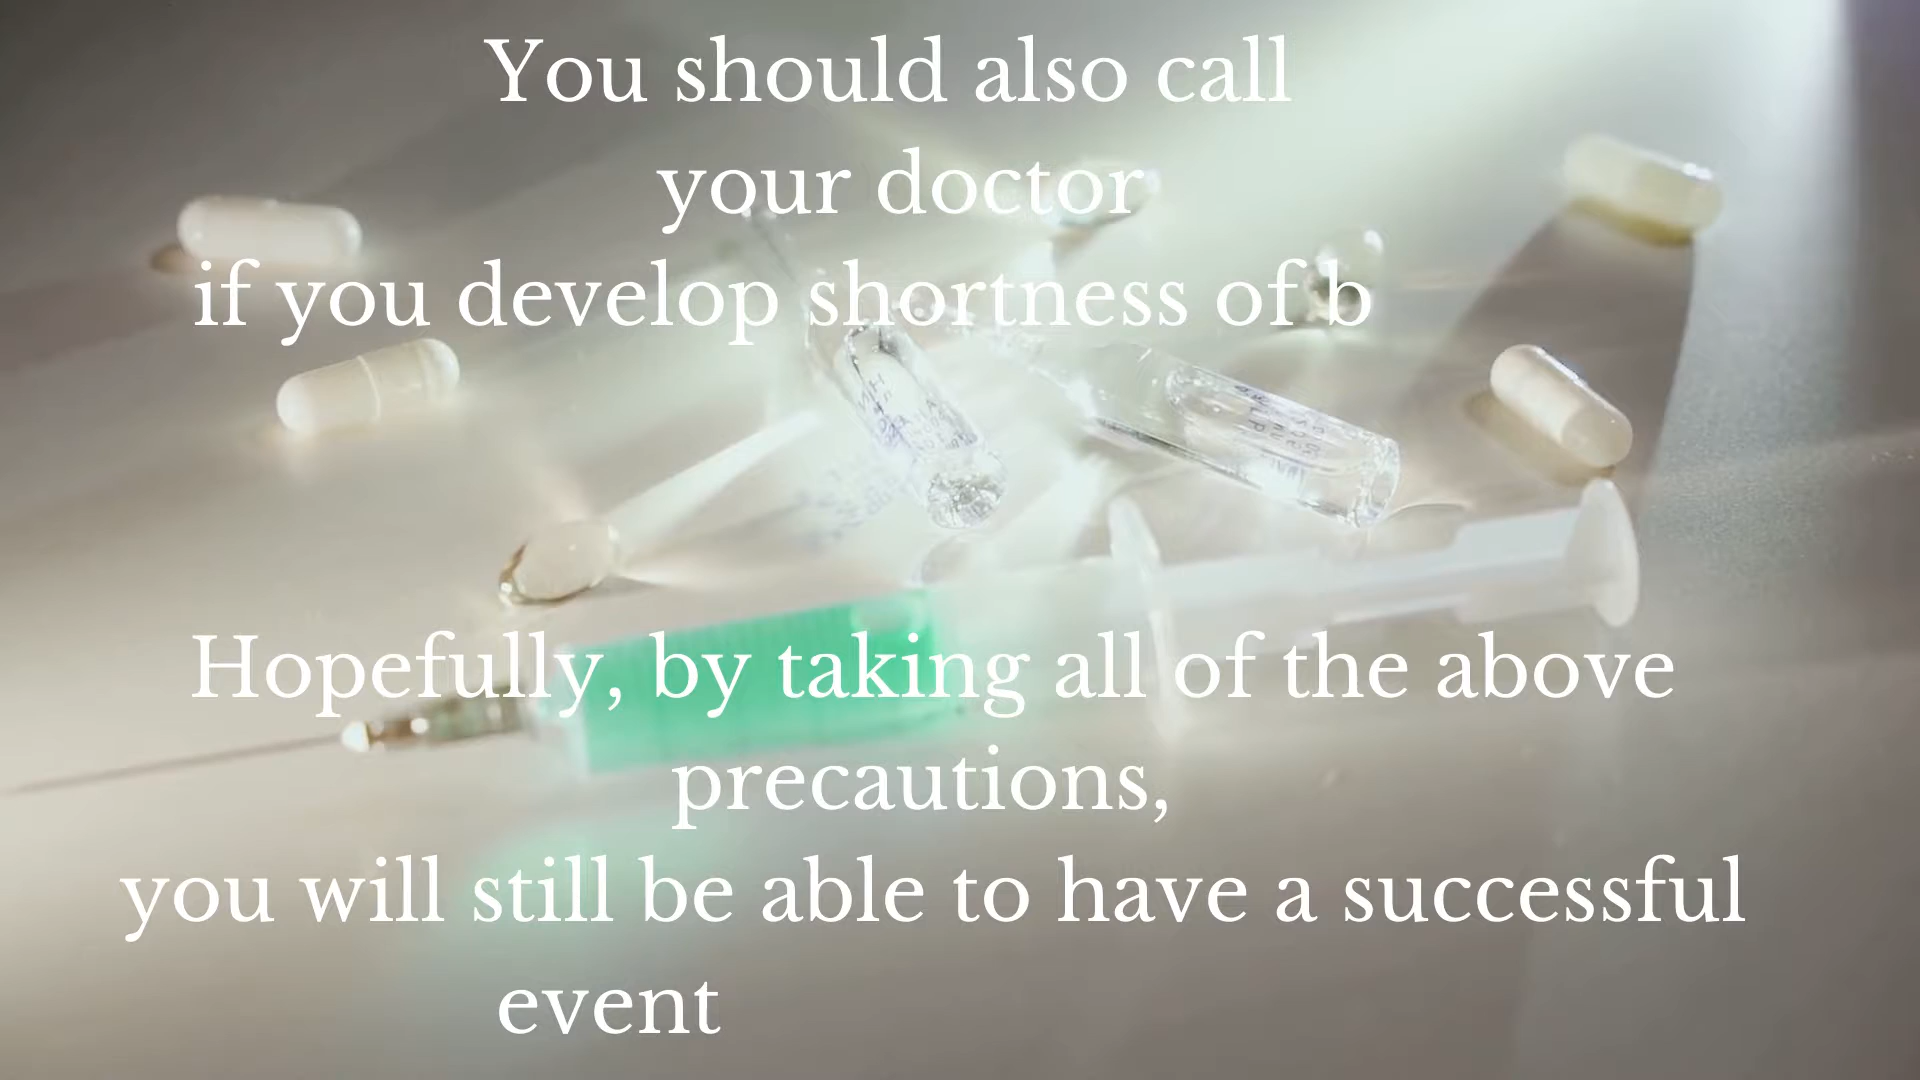 You should also call
your doctor
if you develop shortness of b
Hopefully, by taking all of the above
precautions,
you will still be able to have a successful
event